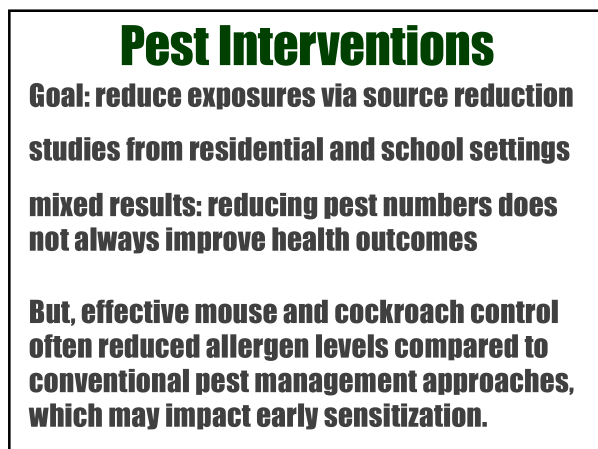 Pest Interventions
Goal: reduce exposures via source reduction
studies from residential and school settings
mixed results: reducing pest numbers does
not always improve health outcomes
But, effective mouse and cockroach control
often reduced allergen levels compared to
conventional pest management approaches,
which may impact early sensitization.